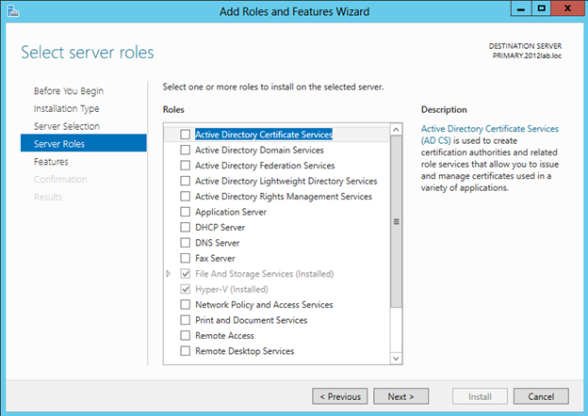 Add Roles and Features Wizard
Select server roles
DESTINATION SERVER
PRIMARY.2012lab.loc
Before You Begin
Installation Type
Server Selection
Server Roles
Features
Confirmation
Results
Select one or more roles to install on the selected server.
Roles
Active Directory Certificate Services
Active Directory Domain Services
Active Directory Federation Services
Active Directory Lightweight Directory Services
Active Directory Rights Management Services
Application Server
DHCP Server
DNS Server
Fax Server
File And Storage Services (Installed)
Hyper-V (Installed)
Network Policy and Access Services
Print and Document Services
Remote Access
Remote Desktop Services
Description
Active Directory Certificate Services
(AD CS) is used to create
certification authorities and related
role services that allow you to issue
and manage certificates used in a
variety of applications.
< Previous
Next >
Install
Cancel